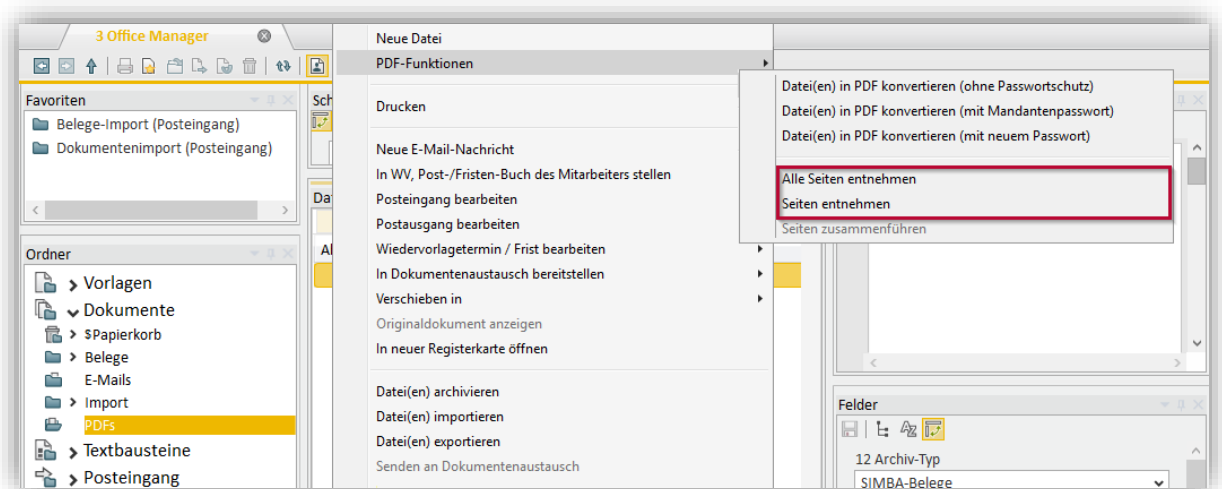 3 Office Manager
Favoriten
Belege-Import (Posteingang)
Dokumentenimport (Posteingang)
Ordner
Vorlagen
Dokumente
$Papierkorb
Belege
E-Mails
Import
PDFs
Textbausteine
Posteingang
Sch
Da
Al
Neue Datei
PDF-Funktionen
Drucken
Neue E-Mail-Nachricht
In WV, Post-/Fristen-Buch des Mitarbeiters stellen
Posteingang bearbeiten
Postausgang bearbeiten
Wiedervorlagetermin / Frist bearbeiten
In Dokumentenaustausch bereitstellen
Verschieben in
Originaldokument anzeigen
In neuer Registerkarte öffnen
Datei(en) archivieren
Datei(en) importieren
Datei(en) exportieren
Senden an Dokumentenaustausch
Datei(en) in PDF konvertieren (ohne Passwortschutz)
Datei(en) in PDF konvertieren (mit Mandantenpasswort)
Datei(en) in PDF konvertieren (mit neuem Passwort)
Alle Seiten entnehmen
Seiten entnehmen
Seiten zusammenführen
Felder
12 Archiv-Typ
SIMBA-Belege